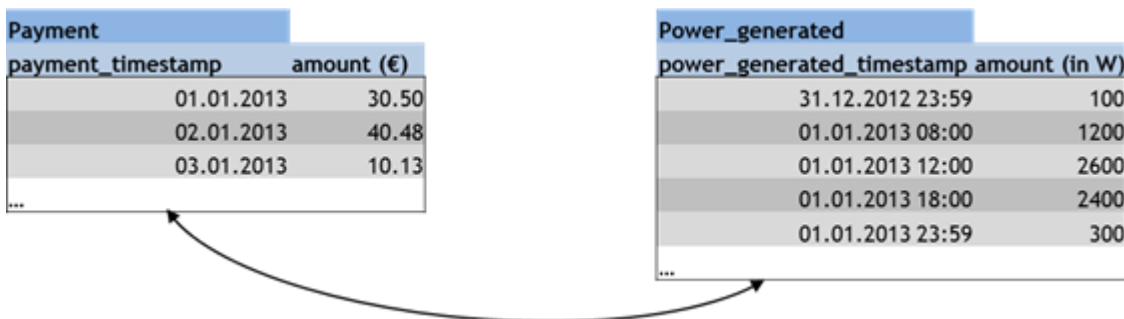 Payment
payment_timestamp amount (€)
01.01.2013 30.50
02.01.2013 40.48
03.01.2013 10.13
...
Power_generated
power_generated_timestamp amount (in W)
31.12.2012 23:59 100
01.01.2013 08:00 1200
01.01.2013 12:00 2600
01.01.2013 18:00 2400
01.01.2013 23:59 300
...